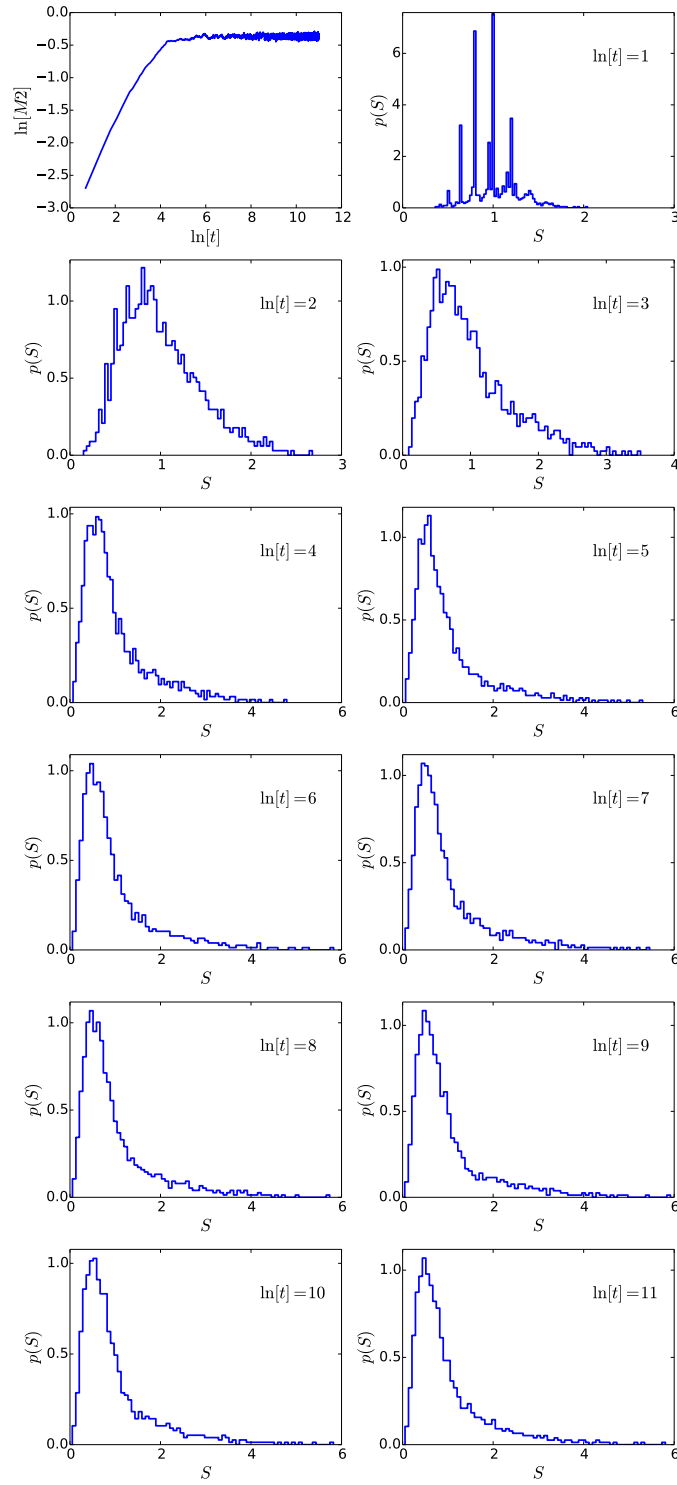 0.0
−0.5
−1.0
−1.5
−2.0
−2.5
−3.0
ln[M2]
0 2 4 6 8 10 12
ln[t]
6
4
2
0
p(S)
ln[t]=1
0 1 2 3
S
1.0
0.5
0.0
p(S)
ln[t]=2
0 1 2 3
S
1.0
0.5
0.0
p(S)
ln[t]=3
0 1 2 3 4
S
1.0
0.5
0.0
p(S)
ln[t]=4
0 2 4 6
S
1.0
0.5
0.0
p(S)
ln[t]=5
0 2 4 6
S
1.0
0.5
0.0
p(S)
ln[t]=6
0 2 4 6
S
1.0
0.5
0.0
p(S)
ln[t]=7
0 2 4 6
S
1.0
0.5
0.0
p(S)
ln[t]=8
0 2 4 6
S
1.0
0.5
0.0
p(S)
ln[t]=9
0 2 4 6
S
1.0
0.5
0.0
p(S)
ln[t]=10
0 2 4 6
S
1.0
0.5
0.0
p(S)
ln[t]=11
0 2 4 6
S